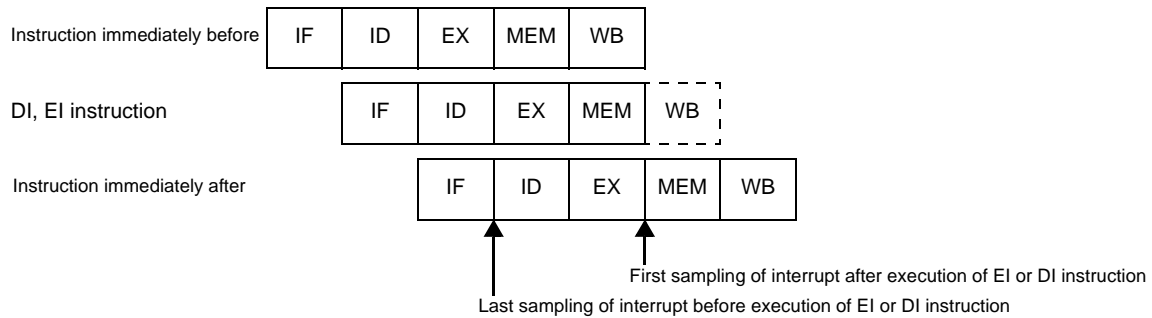 Instruction immediately before IF ID EX MEM WB
DI, EI instruction IF ID EX MEM WB
Instruction immediately after IF ID EX MEM WB
First sampling of interrupt after execution of EI or DI instruction
Last sampling of interrupt before execution of EI or DI instruction